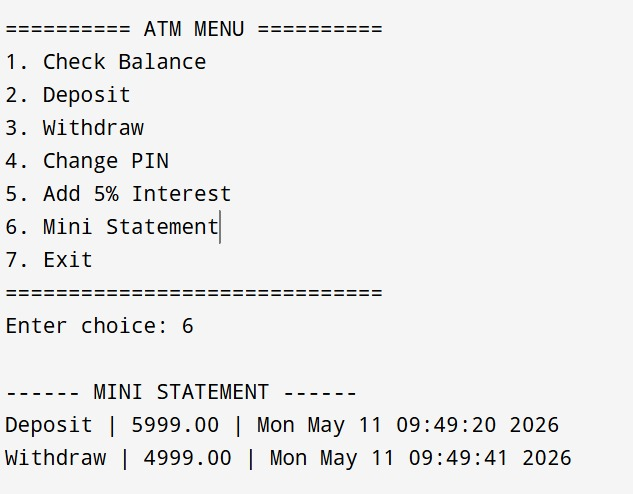 ========== ATM MENU ==========
1. Check Balance
2. Deposit
3. Withdraw
4. Change PIN
5. Add 5% Interest
6. Mini Statement
7. Exit
==============================
Enter choice: 6

------ MINI STATEMENT ------
Deposit | 5999.00 | Mon May 11 09:49:20 2026
Withdraw | 4999.00 | Mon May 11 09:49:41 2026